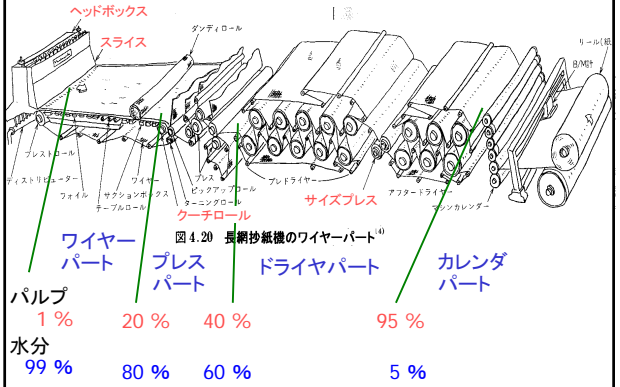 ヘッドボックス
スライス
ダンディロール
リール(紙
B/M計
ブレストロール
ディストリビューター
フォイル
ワイヤー
サクションボックス
テーブルロール
プレス
ピックアップロール
ターニングロール
クーチロール
プレドライヤー
サイズプレス
アフタードライヤー
マシンカレンダー
図4.20 長網抄紙機のワイヤーパート(4)
ワイヤー
パート
プレス
パート
ドライヤパート
カレンダ
パート
パルプ
1 % 20 % 40 % 95 %
水分
99 % 80 % 60 % 5 %